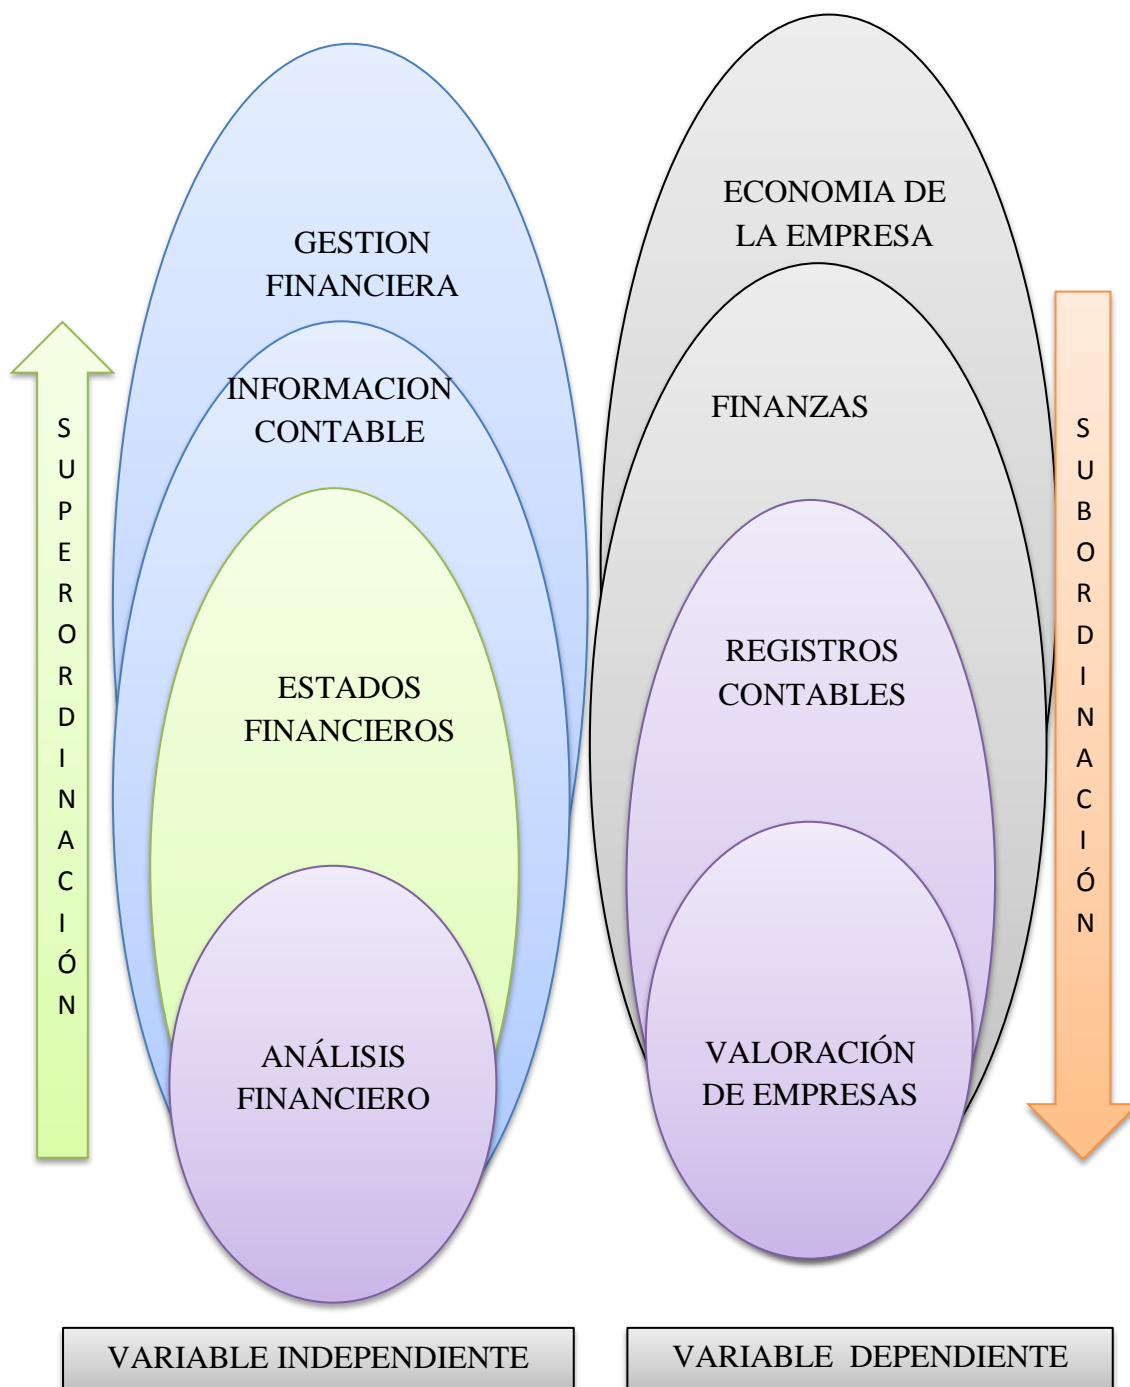 GESTION
FINANCIERA
INFORMACION
CONTABLE
ESTADOS
FINANCIEROS
ANÁLISIS
FINANCIERO
ECONOMIA DE
LA EMPRESA
FINANZAS
REGISTROS
CONTABLES
VALORACIÓN
DE EMPRESAS
S
U
P
E
R
O
R
D
I
N
A
C
I
Ó
N
S
U
B
O
R
D
I
N
A
C
I
Ó
N
VARIABLE INDEPENDIENTE
VARIABLE DEPENDIENTE